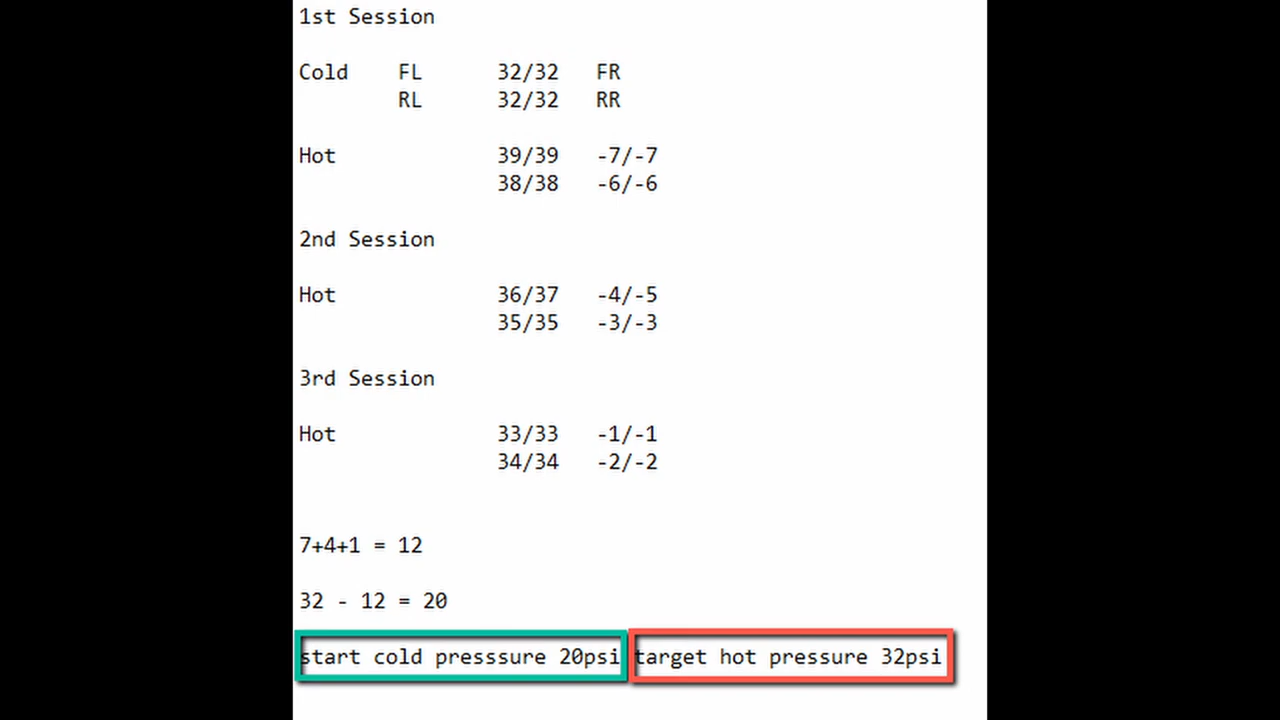 1st Session
Cold FL 32/32 FR
RL 32/32 RR
Hot 39/39 -7/-7
38/38 -6/-6
2nd Session
Hot 36/37 -4/-5
35/35 -3/-3
3rd Session
Hot 33/33 -1/-1
34/34 -2/-2
7+4+1 = 12
32 - 12 = 20
start cold presssure 20psi target hot pressure 32psi